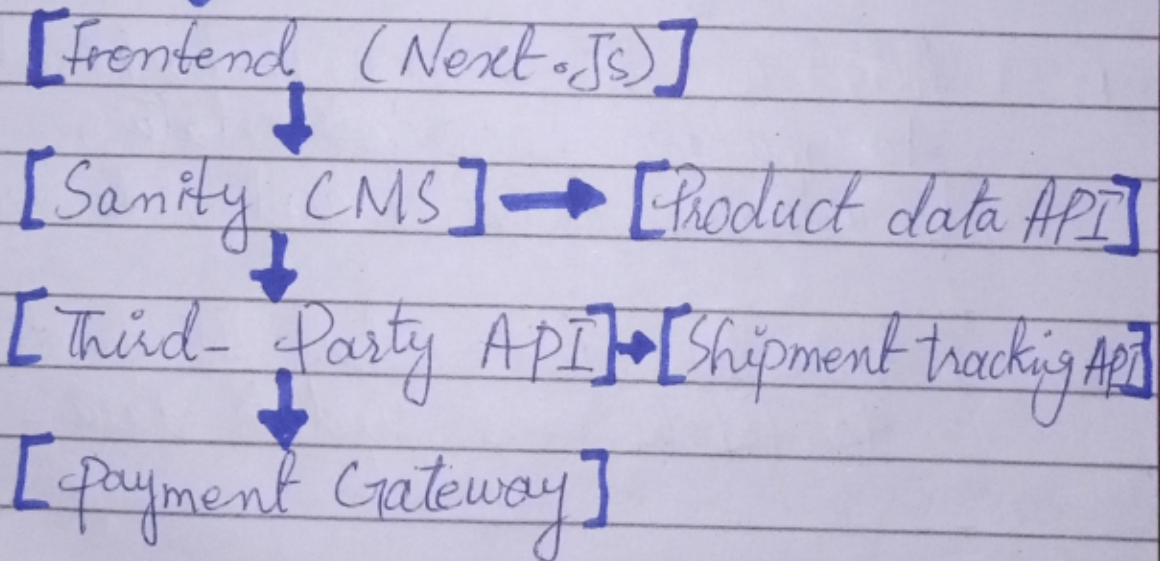 [Frontend (Next.Js)]
[Sanity CMS] → [Product data API]
[Third-Party API] → [Shipment tracking API]
[Payment Gateway]